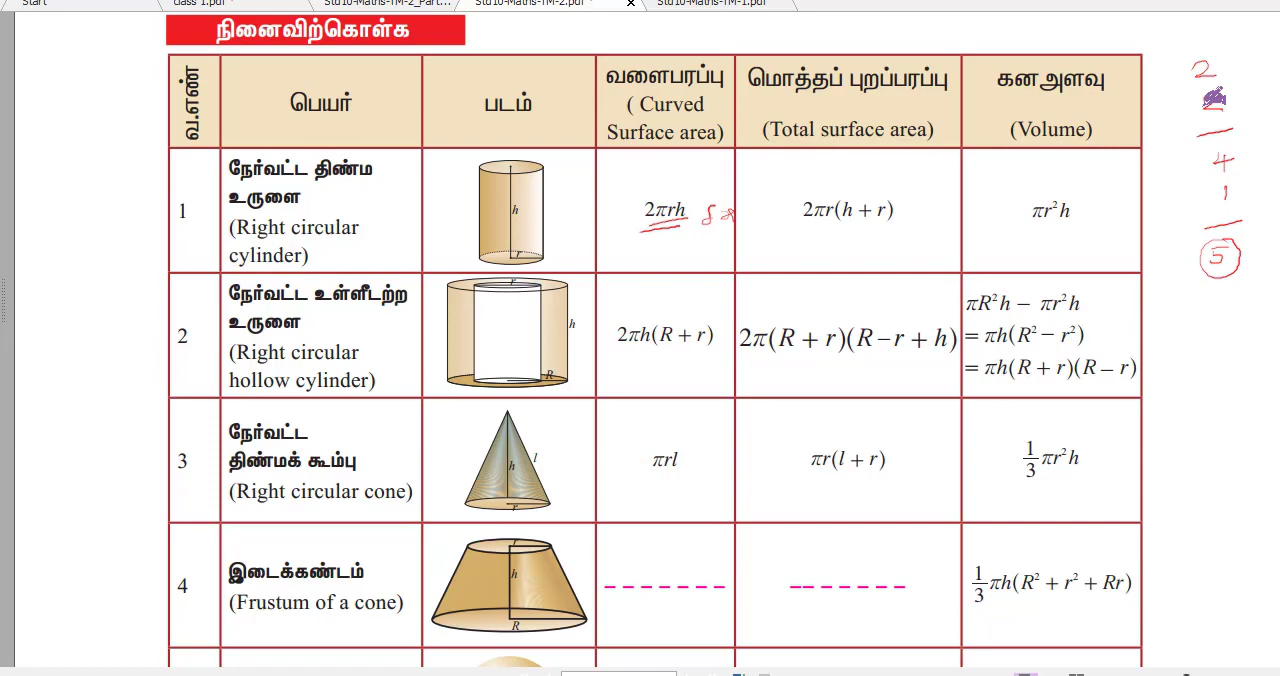 Start
class 1.pdf *
Std10-Maths-TM-2_Part...
Std10-Maths-TM-2.pdf *
Std10-Maths-TM-1.pdf
நினைவிற்கொள்க
வ.எண்
பெயர்
படம்
வளைபரப்பு
( Curved
Surface area)
மொத்தப் புறப்பரப்பு
(Total surface area)
கனஅளவு
(Volume)
1
நேர்வட்ட திண்ம
உருளை
(Right circular
cylinder)
h
r
2πrh
2πr(h + r)
πr²h
2
நேர்வட்ட உள்ளீடற்ற
உருளை
(Right circular
hollow cylinder)
r
h
R
2πh(R + r)
2π(R + r)(R − r + h)
πR²h − πr²h
= πh(R² − r²)
= πh(R + r)(R − r)
3
நேர்வட்ட
திண்மக் கூம்பு
(Right circular cone)
h
l
r
πrl
πr(l + r)
1/3 πr²h
4
இடைக்கண்டம்
(Frustum of a cone)
r
h
R
1/3 πh(R² + r² + Rr)
2
4
1
5